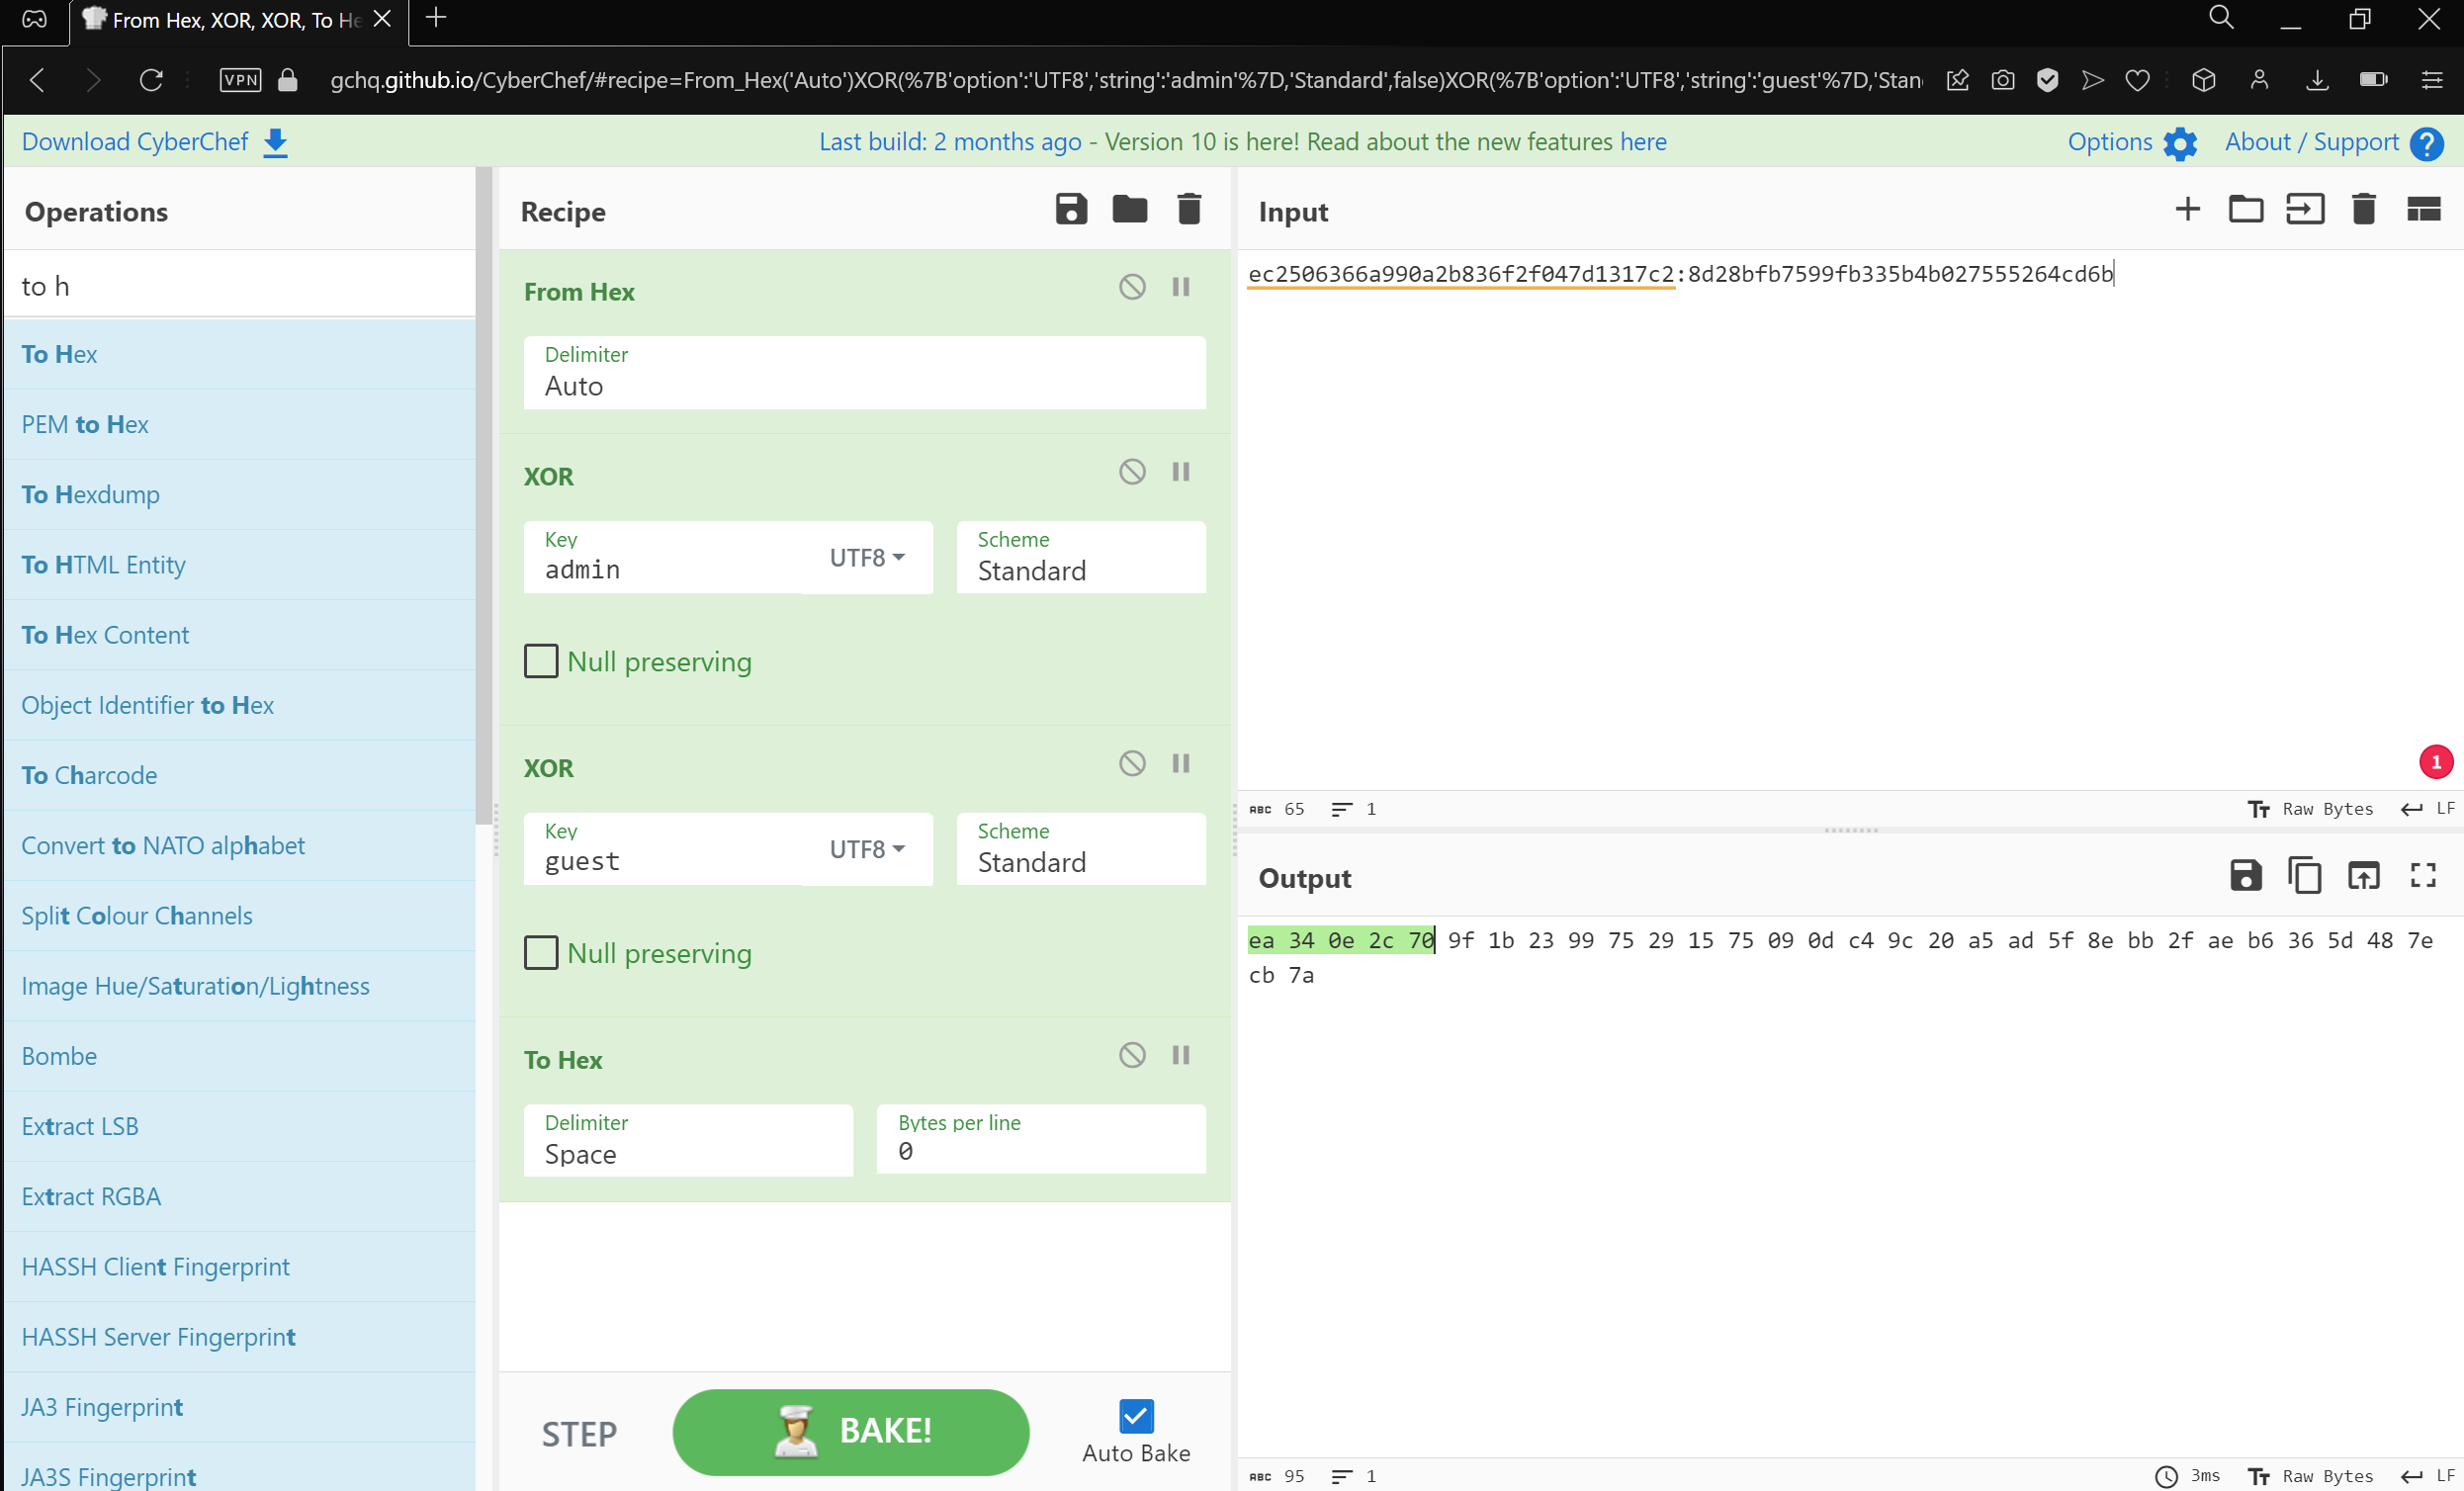 From Hex, XOR, XOR, To He
VPN
gchq.github.io/CyberChef/#recipe=From_Hex('Auto')XOR(%7B'option':'UTF8','string':'admin'%7D,'Standard',false)XOR(%7B'option':'UTF8','string':'guest'%7D,'Stan
Download CyberChef
Last build: 2 months ago - Version 10 is here! Read about the new features here
Options
About / Support
Operations
to h
To Hex
PEM to Hex
To Hexdump
To HTML Entity
To Hex Content
Object Identifier to Hex
To Charcode
Convert to NATO alphabet
Split Colour Channels
Image Hue/Saturation/Lightness
Bombe
Extract LSB
Extract RGBA
HASSH Client Fingerprint
HASSH Server Fingerprint
JA3 Fingerprint
JA3S Fingerprint
Recipe
From Hex
Delimiter
Auto
XOR
Key
admin
UTF8
Scheme
Standard
Null preserving
XOR
Key
guest
UTF8
Scheme
Standard
Null preserving
To Hex
Delimiter
Space
Bytes per line
0
STEP
BAKE!
Auto Bake
Input
ec2506366a990a2b836f2f047d1317c2:8d28bfb7599fb335b4b027555264cd6b
1
ABC 65 1
Tт Raw Bytes LF
Output
ea 34 0e 2c 70 9f 1b 23 99 75 29 15 75 09 0d c4 9c 20 a5 ad 5f 8e bb 2f ae b6 36 5d 48 7e
cb 7a
ABC 95 1
3ms Tт Raw Bytes LF